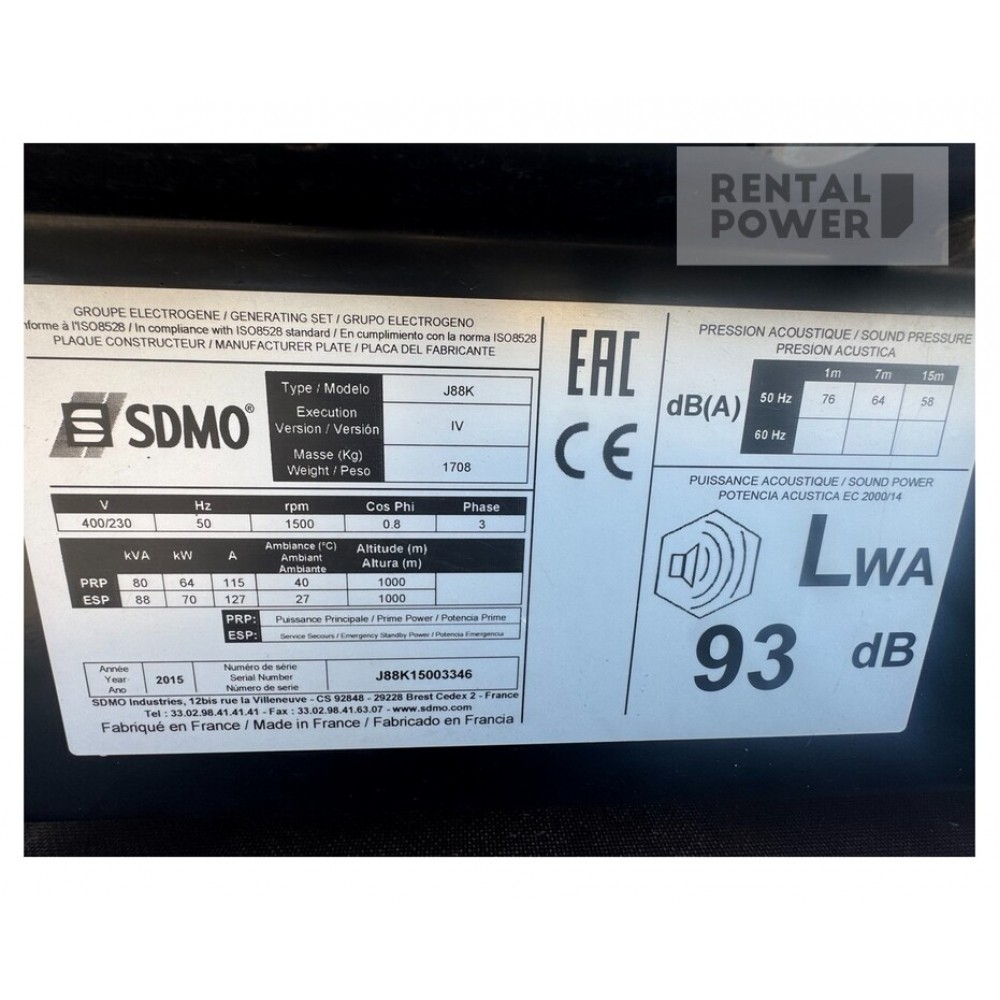 RENTAL
POWER
GROUPE ELECTROGENE / GENERATING SET / GRUPO ELECTROGENO
nforme à l'ISO8528 / In compliance with ISO8528 standard / En cumplimiento con la norma ISO8528
PLAQUE CONSTRUCTEUR / MANUFACTURER PLATE / PLACA DEL FABRICANTE
SDMO®
Type / Modelo J88K
Execution
Version / Versión IV
Masse (Kg)
Weight / Peso 1708
V Hz rpm Cos Phi Phase
400/230 50 1500 0.8 3
kVA kW A Ambiance (°C) Ambiant Ambiante Altitude (m) Altura (m)
PRP 80 64 115 40 1000
ESP 88 70 127 27 1000
PRP: Puissance Principale / Prime Power / Potencia Prime
ESP: Service Secours / Emergency Standby Power / Potencia Emergencia
Année
Year
Ano
2015
Numéro de série
Serial Number
Número de serie
J88K15003346
SDMO Industries, 12bis rue la Villeneuve - CS 92848 - 29228 Brest Cedex 2 - France
Tel : 33.02.98.41.41.41 - Fax : 33.02.98.41.63.07 - www.sdmo.com
Fabriqué en France / Made in France / Fabricado en Francia
EAC
CE
PRESSION ACOUSTIQUE / SOUND PRESSURE
PRESION ACUSTICA
dB(A)
1m 7m 15m
50 Hz 76 64 58
60 Hz
PUISSANCE ACOUSTIQUE / SOUND POWER
POTENCIA ACUSTICA EC 2000/14
LWA
93 dB